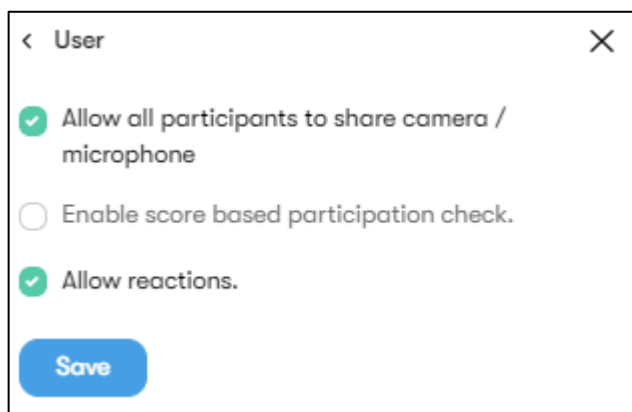 User
Allow all participants to share camera /
microphone
Enable score based participation check.
Allow reactions.
Save